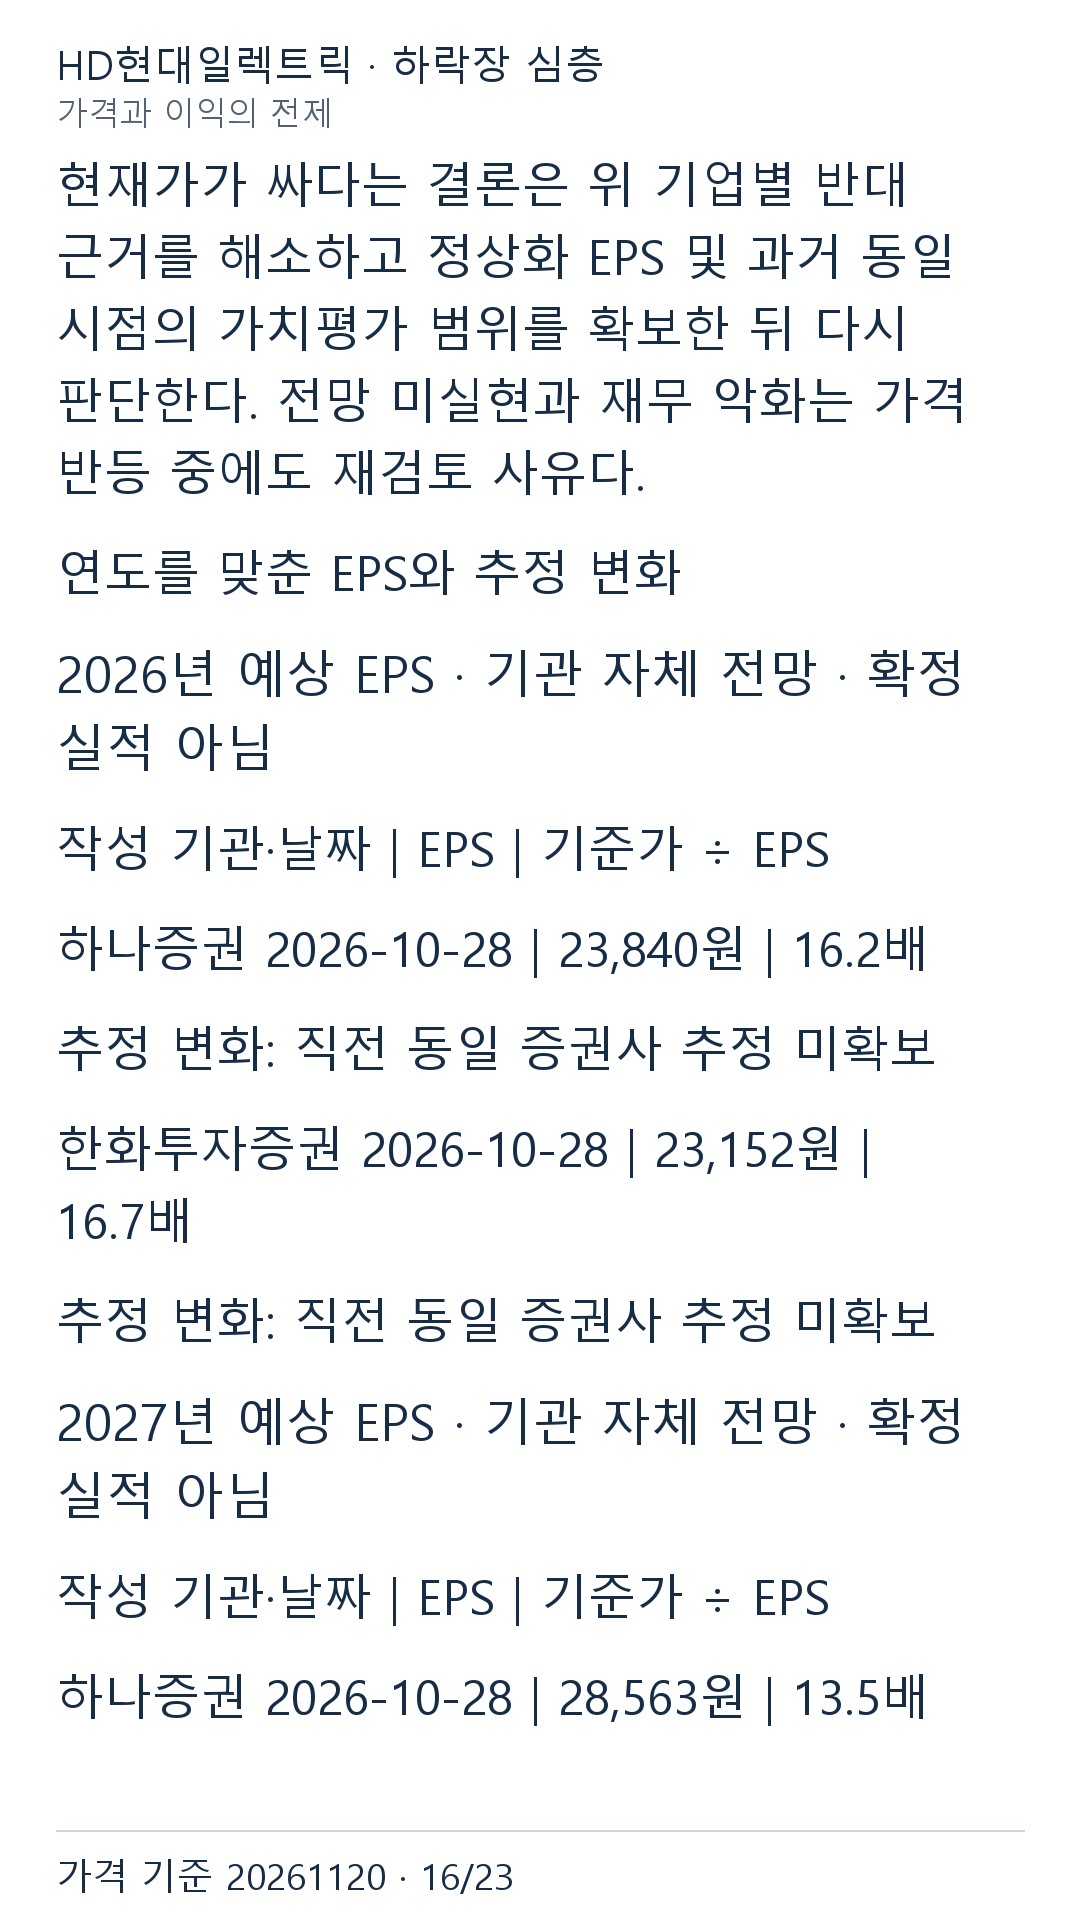 HD현대일렉트릭 · 하락장 심층
가격과 이익의 전제
현재가가 싸다는 결론은 위 기업별 반대
근거를 해소하고 정상화 EPS 및 과거 동일
시점의 가치평가 범위를 확보한 뒤 다시
판단한다. 전망 미실현과 재무 악화는 가격
반등 중에도 재검토 사유다.
연도를 맞춘 EPS와 추정 변화
2026년 예상 EPS · 기관 자체 전망 · 확정
실적 아님
작성 기관·날짜 | EPS | 기준가 ÷ EPS
하나증권 2026-10-28 | 23,840원 | 16.2배
추정 변화: 직전 동일 증권사 추정 미확보
한화투자증권 2026-10-28 | 23,152원 |
16.7배
추정 변화: 직전 동일 증권사 추정 미확보
2027년 예상 EPS · 기관 자체 전망 · 확정
실적 아님
작성 기관·날짜 | EPS | 기준가 ÷ EPS
하나증권 2026-10-28 | 28,563원 | 13.5배
가격 기준 20261120 · 16/23